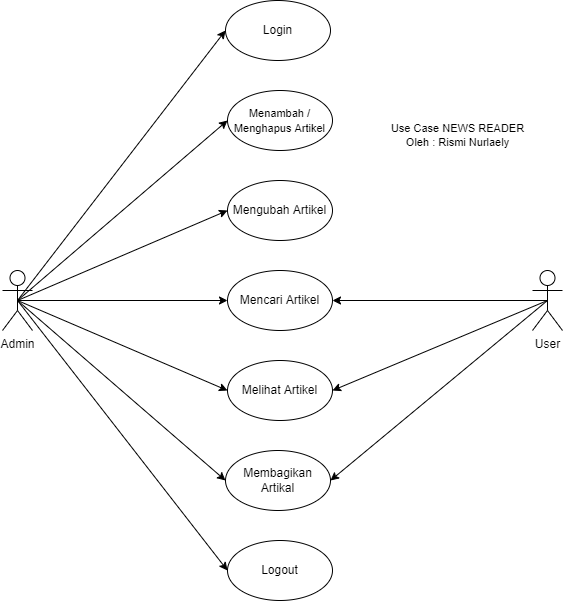 Login
Menambah /
Menghapus Artikel
Use Case NEWS READER
Oleh : Rismi Nurlaely
Mengubah Artikel
Mencari Artikel
Admin
User
Melihat Artikel
Membagikan
Artikal
Logout